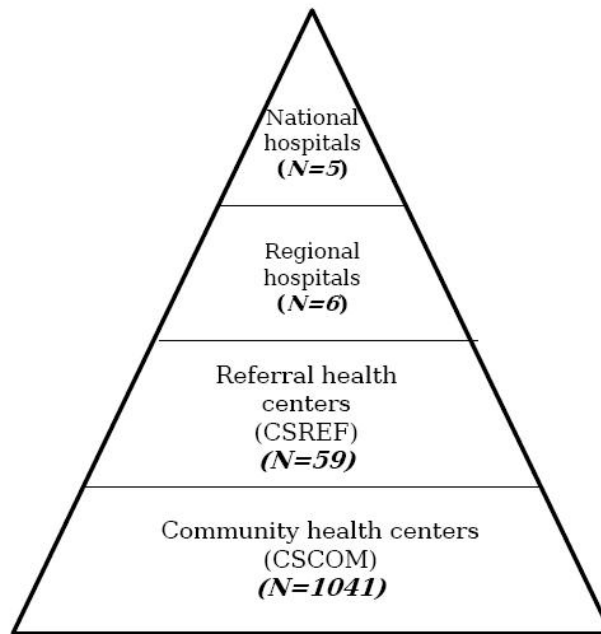 National
hospitals
(N=5)
Regional
hospitals
(N=6)
Referral health
centers
(CSREF)
(N=59)
Community health centers
(CSCOM)
(N=1041)